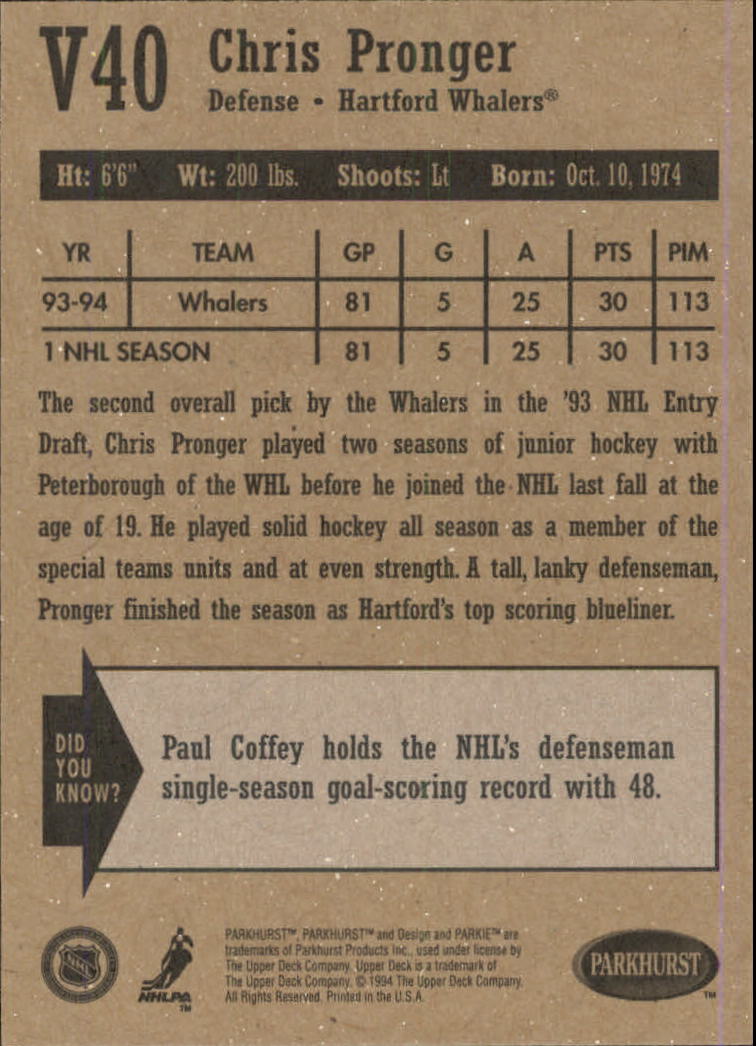 V40 Chris Pronger
Defense • Hartford Whalers®
Ht: 6'6" Wt: 200 lbs. Shoots: Lt Born: Oct. 10, 1974
YR TEAM GP G A PTS PIM
93-94 Whalers 81 5 25 30 113
1 NHL SEASON 81 5 25 30 113
The second overall pick by the Whalers in the '93 NHL Entry
Draft, Chris Pronger played two seasons of junior hockey with
Peterborough of the WHL before he joined the NHL last fall at the
age of 19. He played solid hockey all season as a member of the
special teams units and at even strength. A tall, lanky defenseman,
Pronger finished the season as Hartford's top scoring blueliner.
DID
YOU
KNOW?
Paul Coffey holds the NHL's defenseman
single-season goal-scoring record with 48.
NHL
NHLPA
TM
PARKHURST™, PARKHURST™ and Design and PARKIE™ are
trademarks of Parkhurst Products Inc., used under license by
The Upper Deck Company. Upper Deck is a trademark of
The Upper Deck Company. © 1994 The Upper Deck Company.
All Rights Reserved. Printed in the U.S.A.
PARKHURST
TM